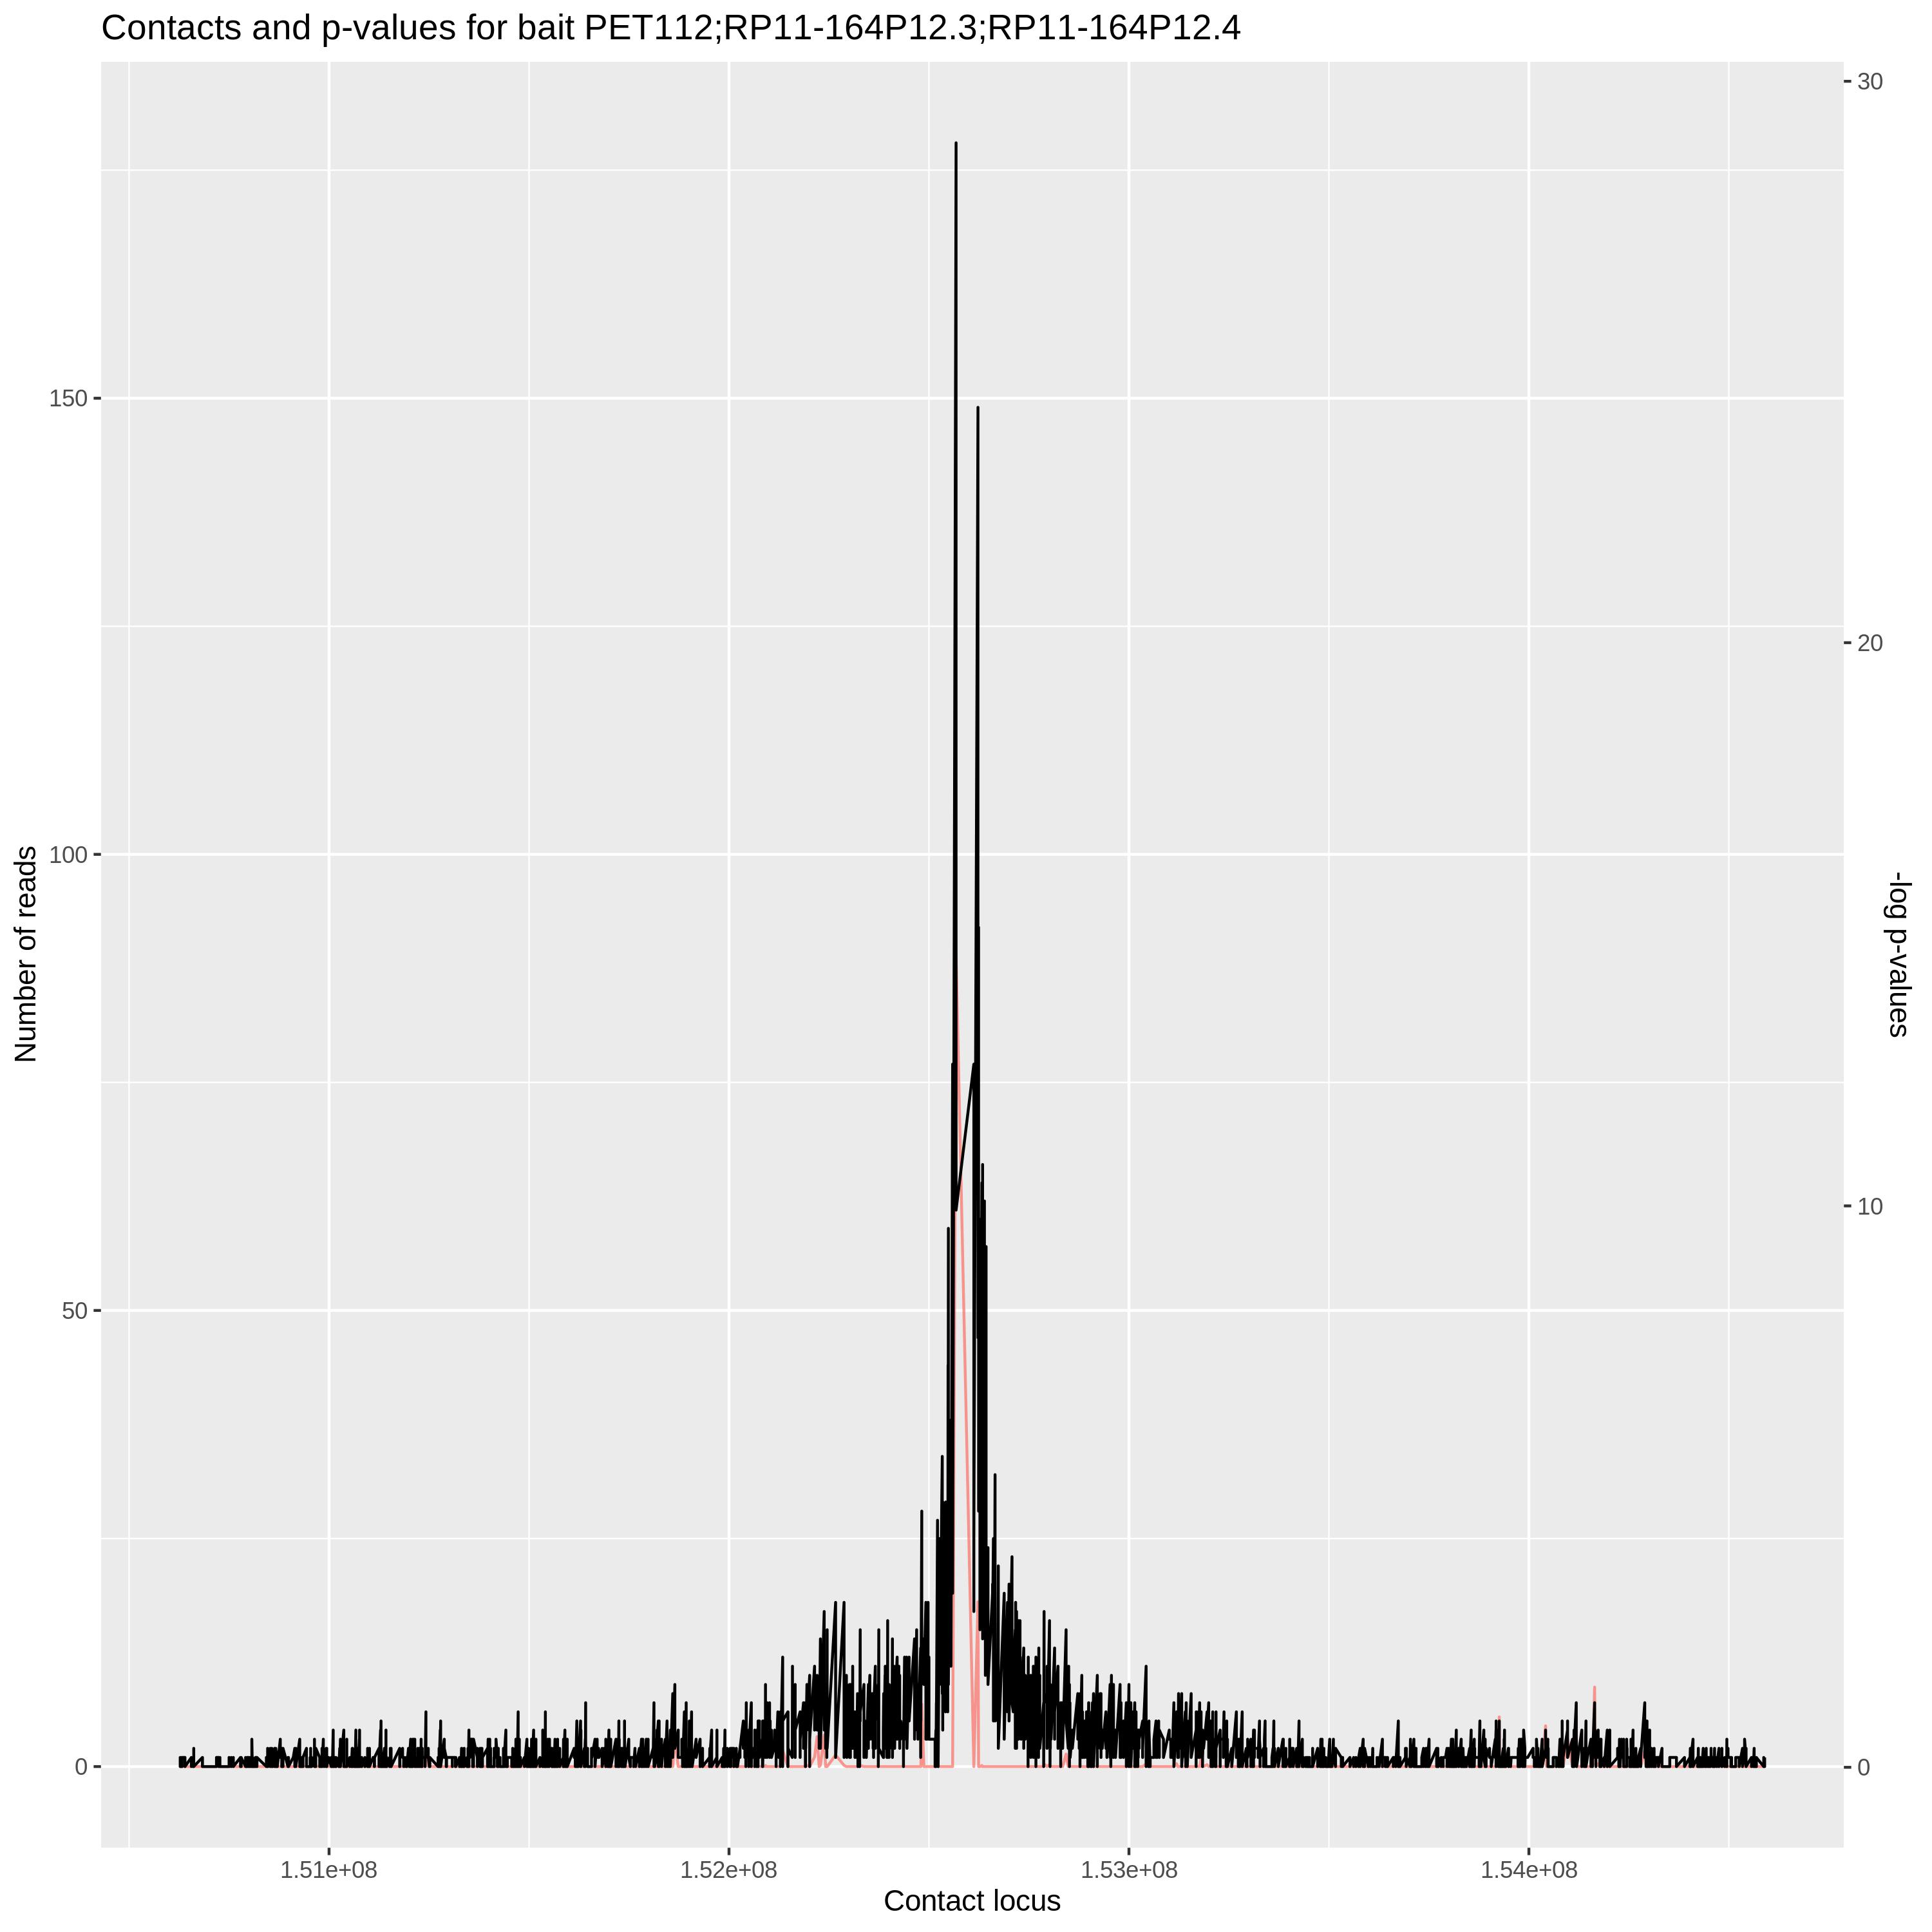 Contacts and p-values for bait PET112;RP11-164P12.3;RP11-164P12.4
30
150
20
Number of reads
100
-log p-values
10
50
0
0
1.51e+08
1.52e+08
1.53e+08
1.54e+08
Contact locus